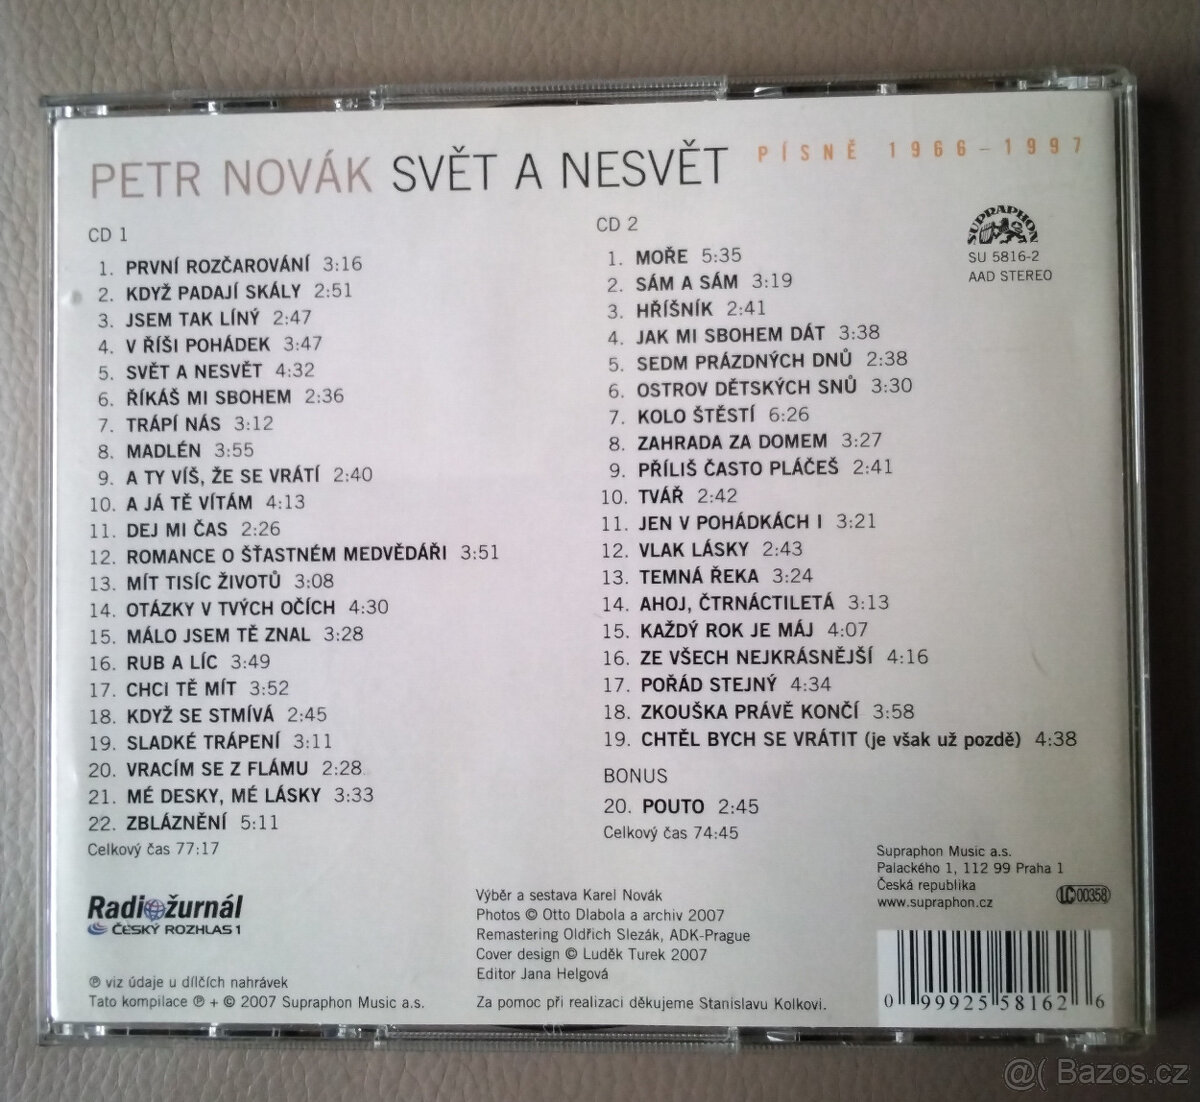 PETR NOVÁK SVĚT A NESVĚT PÍSNĚ 1966–1997
CD 1
1. PRVNÍ ROZČAROVÁNÍ 3:16
2. KDYŽ PADAJÍ SKÁLY 2:51
3. JSEM TAK LÍNÝ 2:47
4. V ŘÍŠI POHÁDEK 3:47
5. SVĚT A NESVĚT 4:32
6. ŘÍKÁŠ MI SBOHEM 2:36
7. TRÁPÍ NÁS 3:12
8. MADLÉN 3:55
9. A TY VÍŠ, ŽE SE VRÁTÍ 2:40
10. A JÁ TĚ VÍTÁM 4:13
11. DEJ MI ČAS 2:26
12. ROMANCE O ŠŤASTNÉM MEDVĚDÁŘI 3:51
13. MÍT TISÍC ŽIVOTŮ 3:08
14. OTÁZKY V TVÝCH OČÍCH 4:30
15. MÁLO JSEM TĚ ZNAL 3:28
16. RUB A LÍC 3:49
17. CHCI TĚ MÍT 3:52
18. KDYŽ SE STMÍVÁ 2:45
19. SLADKÉ TRÁPENÍ 3:11
20. VRACÍM SE Z FLÁMU 2:28
21. MÉ DESKY, MÉ LÁSKY 3:33
22. ZBLÁZNĚNÍ 5:11
Celkový čas 77:17
CD 2
1. MOŘE 5:35
2. SÁM A SÁM 3:19
3. HŘÍŠNÍK 2:41
4. JAK MI SBOHEM DÁT 3:38
5. SEDM PRÁZDNÝCH DNŮ 2:38
6. OSTROV DĚTSKÝCH SNŮ 3:30
7. KOLO ŠTĚSTÍ 6:26
8. ZAHRADA ZA DOMEM 3:27
9. PŘÍLIŠ ČASTO PLÁČEŠ 2:41
10. TVÁŘ 2:42
11. JEN V POHÁDKÁCH I 3:21
12. VLAK LÁSKY 2:43
13. TEMNÁ ŘEKA 3:24
14. AHOJ, ČTRNÁCTILETÁ 3:13
15. KAŽDÝ ROK JE MÁJ 4:07
16. ZE VŠECH NEJKRÁSNĚJŠÍ 4:16
17. POŘÁD STEJNÝ 4:34
18. ZKOUŠKA PRÁVĚ KONČÍ 3:58
19. CHTĚL BYCH SE VRÁTIT (je však už pozdě) 4:38
BONUS
20. POUTO 2:45
Celkový čas 74:45
SUPRAPHON
SU 5816-2
AAD STEREO
Supraphon Music a.s.
Palackého 1, 112 99 Praha 1
Česká republika
www.supraphon.cz
LC 00358
Radiožurnál
ČESKÝ ROZHLAS 1
℗ viz údaje u dílčích nahrávek
Tato kompilace ℗ + © 2007 Supraphon Music a.s.
Výběr a sestava Karel Novák
Photos © Otto Dlabola a archiv 2007
Remastering Oldřich Slezák, ADK-Prague
Cover design © Luděk Turek 2007
Editor Jana Helgová
Za pomoc při realizaci děkujeme Stanislavu Kolkovi.
0 99925 58162 6
@( Bazos.cz